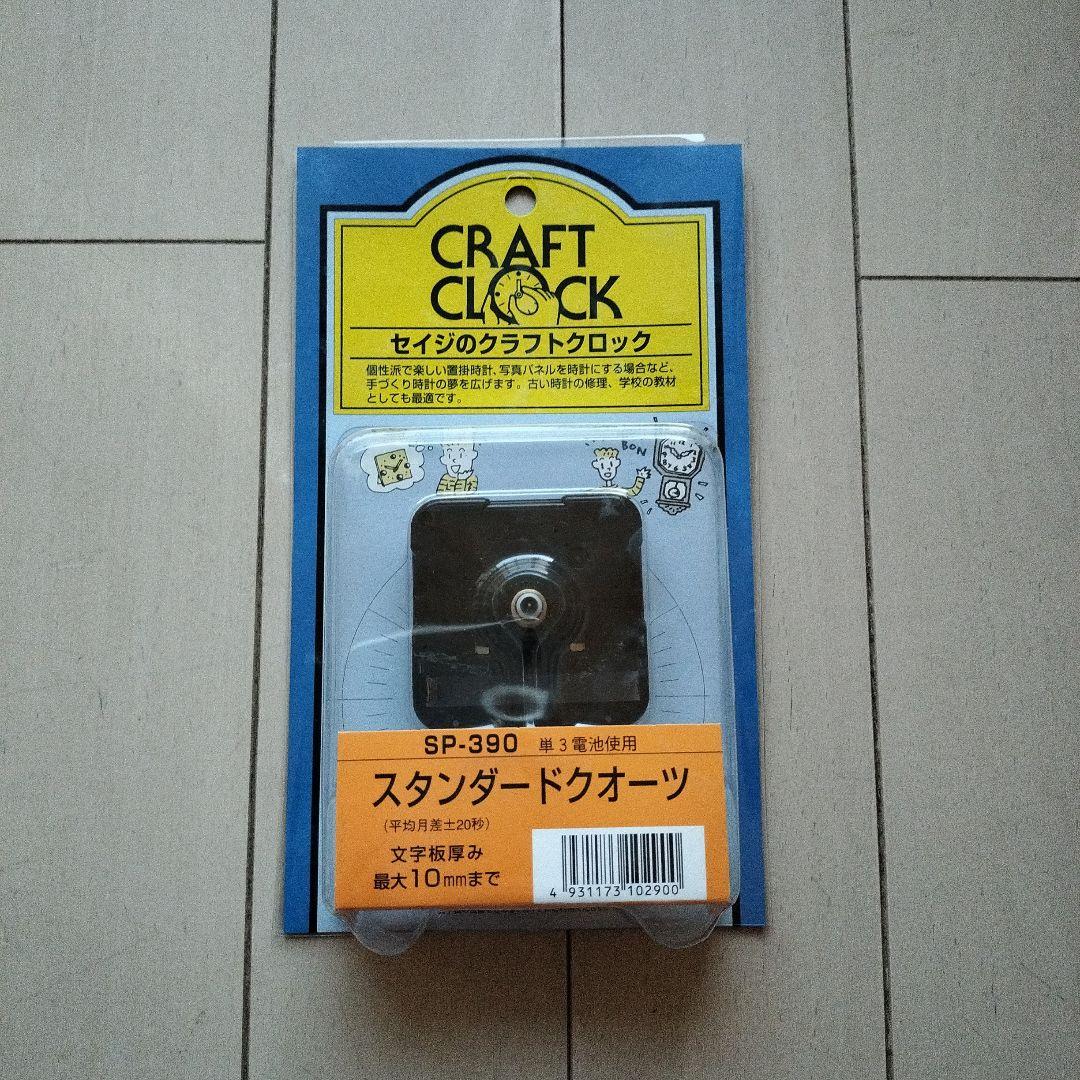 CRAFT
CLOCK
セイジのクラフトクロック
個性派で楽しい置掛時計、写真パネルを時計にする場合など、
手づくり時計の夢を広げます。古い時計の修理、学校の教材
としても最適です。
BON
SP-390 単3電池使用
スタンダードクオーツ
(平均月差±20秒)
文字板厚み
最大10mmまで
4 931173 102900